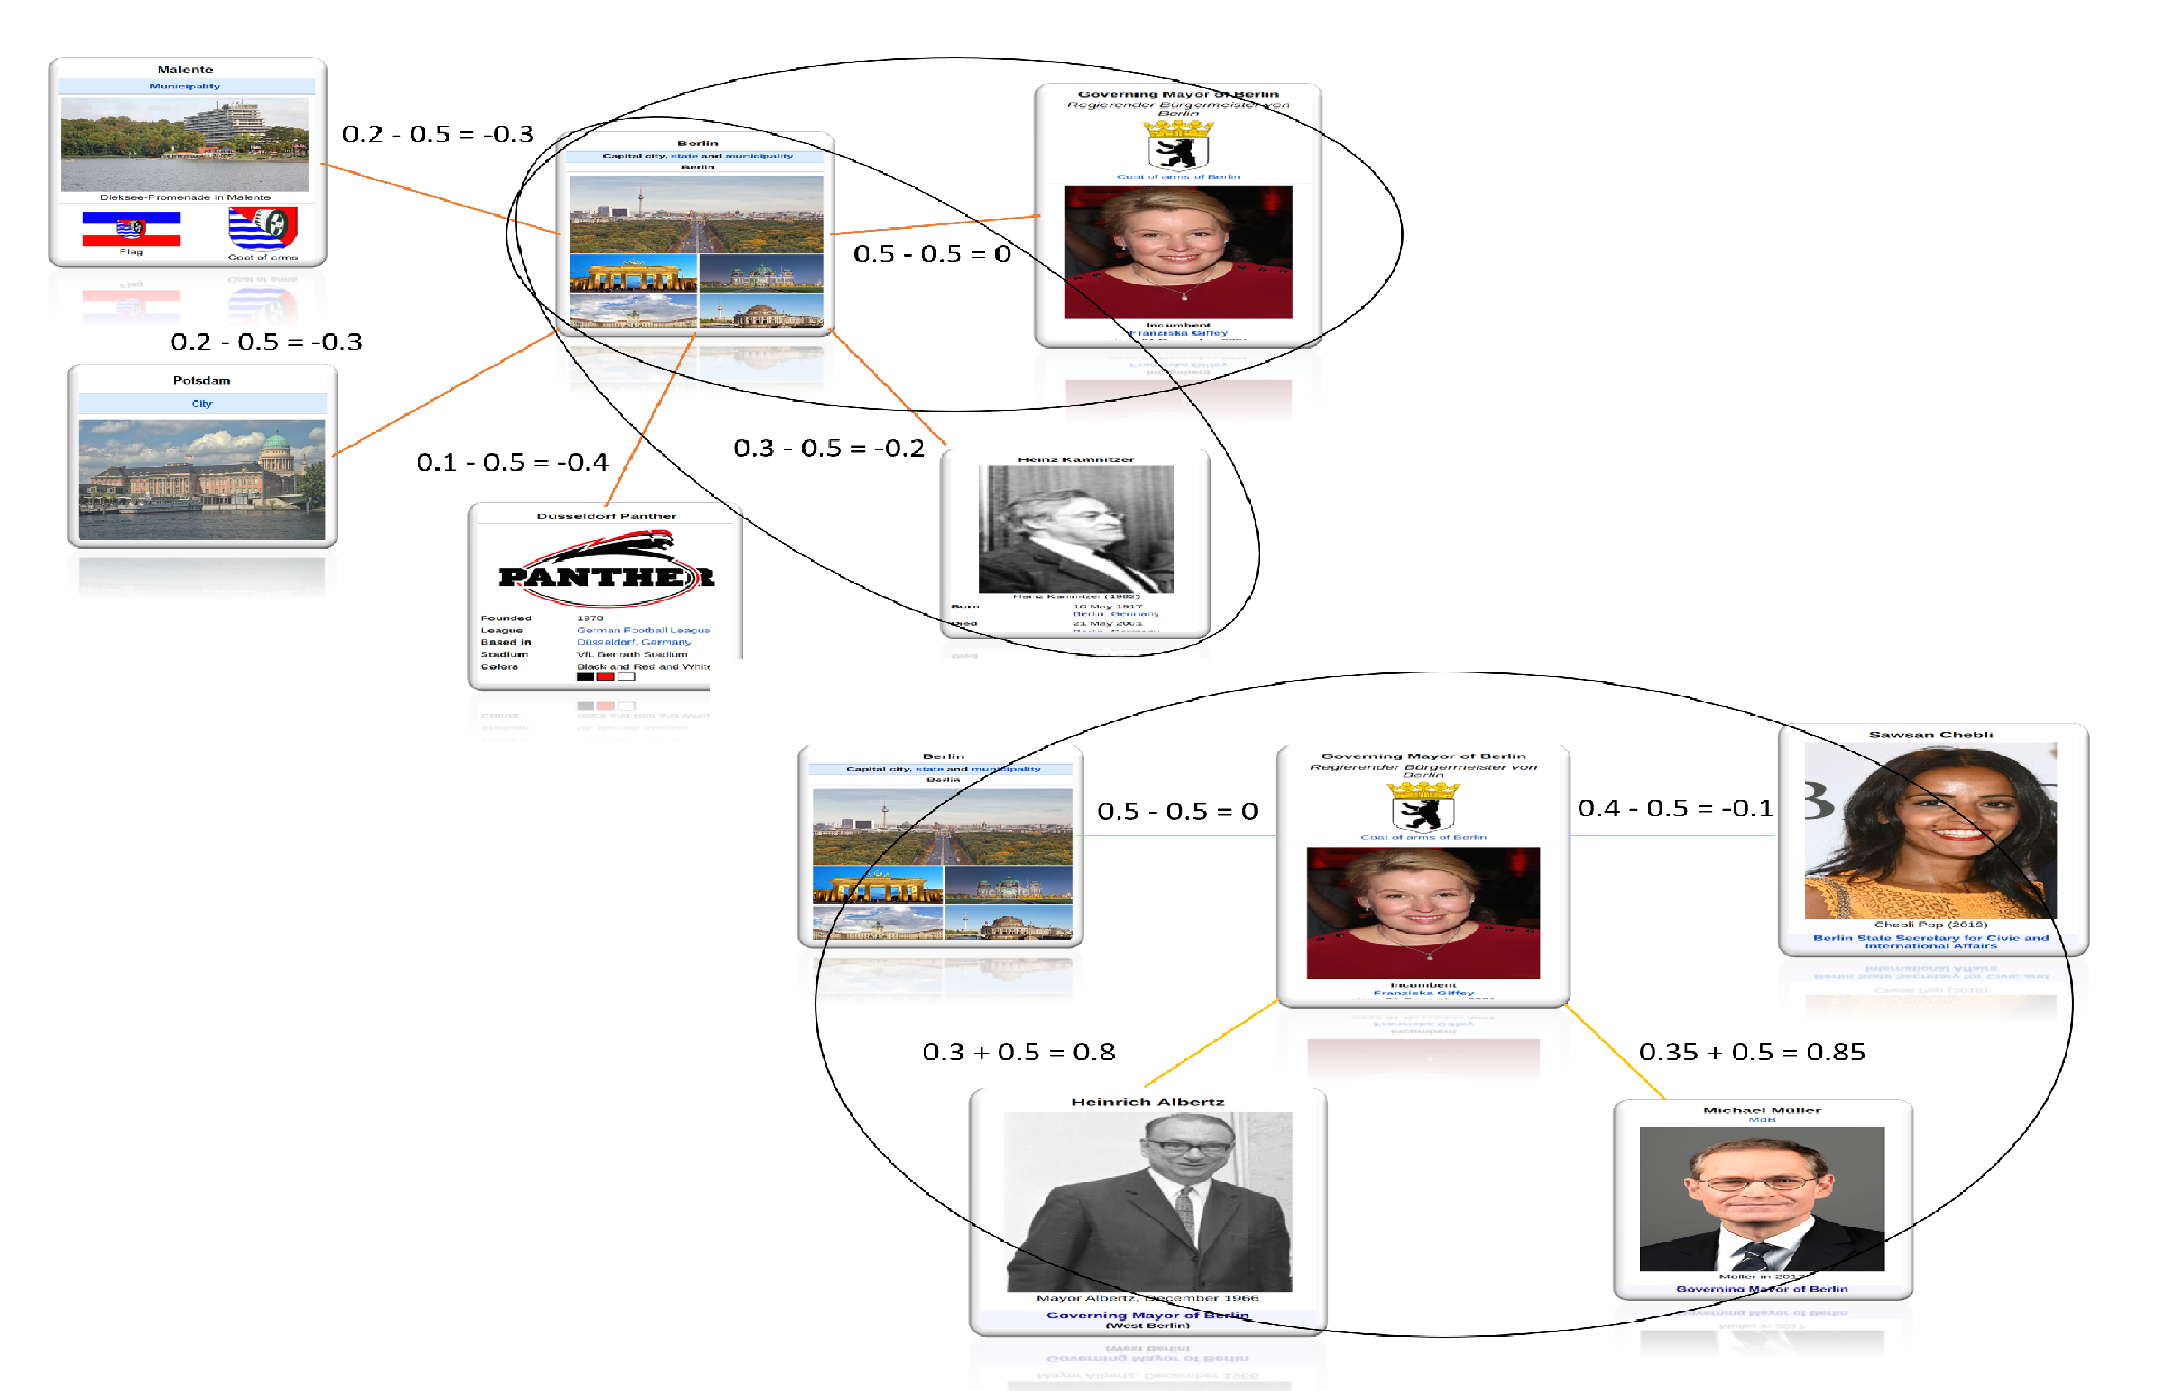 Malente
Municipality
Dieksee-Promenade in Malente
Flag
Coat of arms
0.2 - 0.5 = -0.3
Berlin
Capital city, state and municipality
Berlin
0.5 - 0.5 = 0
Governing Mayor of Berlin
Regierender Bürgermeister von
Berlin
Coat of arms of Berlin
Incumbent
Franziska Giffey
0.2 - 0.5 = -0.3
Potsdam
City
0.1 - 0.5 = -0.4
0.3 - 0.5 = -0.2
Düsseldorf Panther
PANTHER
Founded 1978
League German Football League
Based in Düsseldorf, Germany
Stadium VfL Benrath Stadium
Colors Black and Red and White
Heinz Kamnitzer
Heinz Kamnitzer (1982)
Born 10 May 1917
Berlin, Germany
Died 21 May 2001
Berlin, Germany
Berlin
Capital city, state and municipality
Berlin
0.5 - 0.5 = 0
Governing Mayor of Berlin
Regierender Bürgermeister von
Berlin
Coat of arms of Berlin
Incumbent
Franziska Giffey
0.4 - 0.5 = -0.1
Sawsan Chebli
Chebli Pop (2019)
Berlin State Secretary for Civic and
International Affairs
0.3 + 0.5 = 0.8
0.35 + 0.5 = 0.85
Heinrich Albertz
Mayor Albertz, December 1966
Governing Mayor of Berlin
(West Berlin)
Michael Müller
MdB
Müller in 2017
Governing Mayor of Berlin